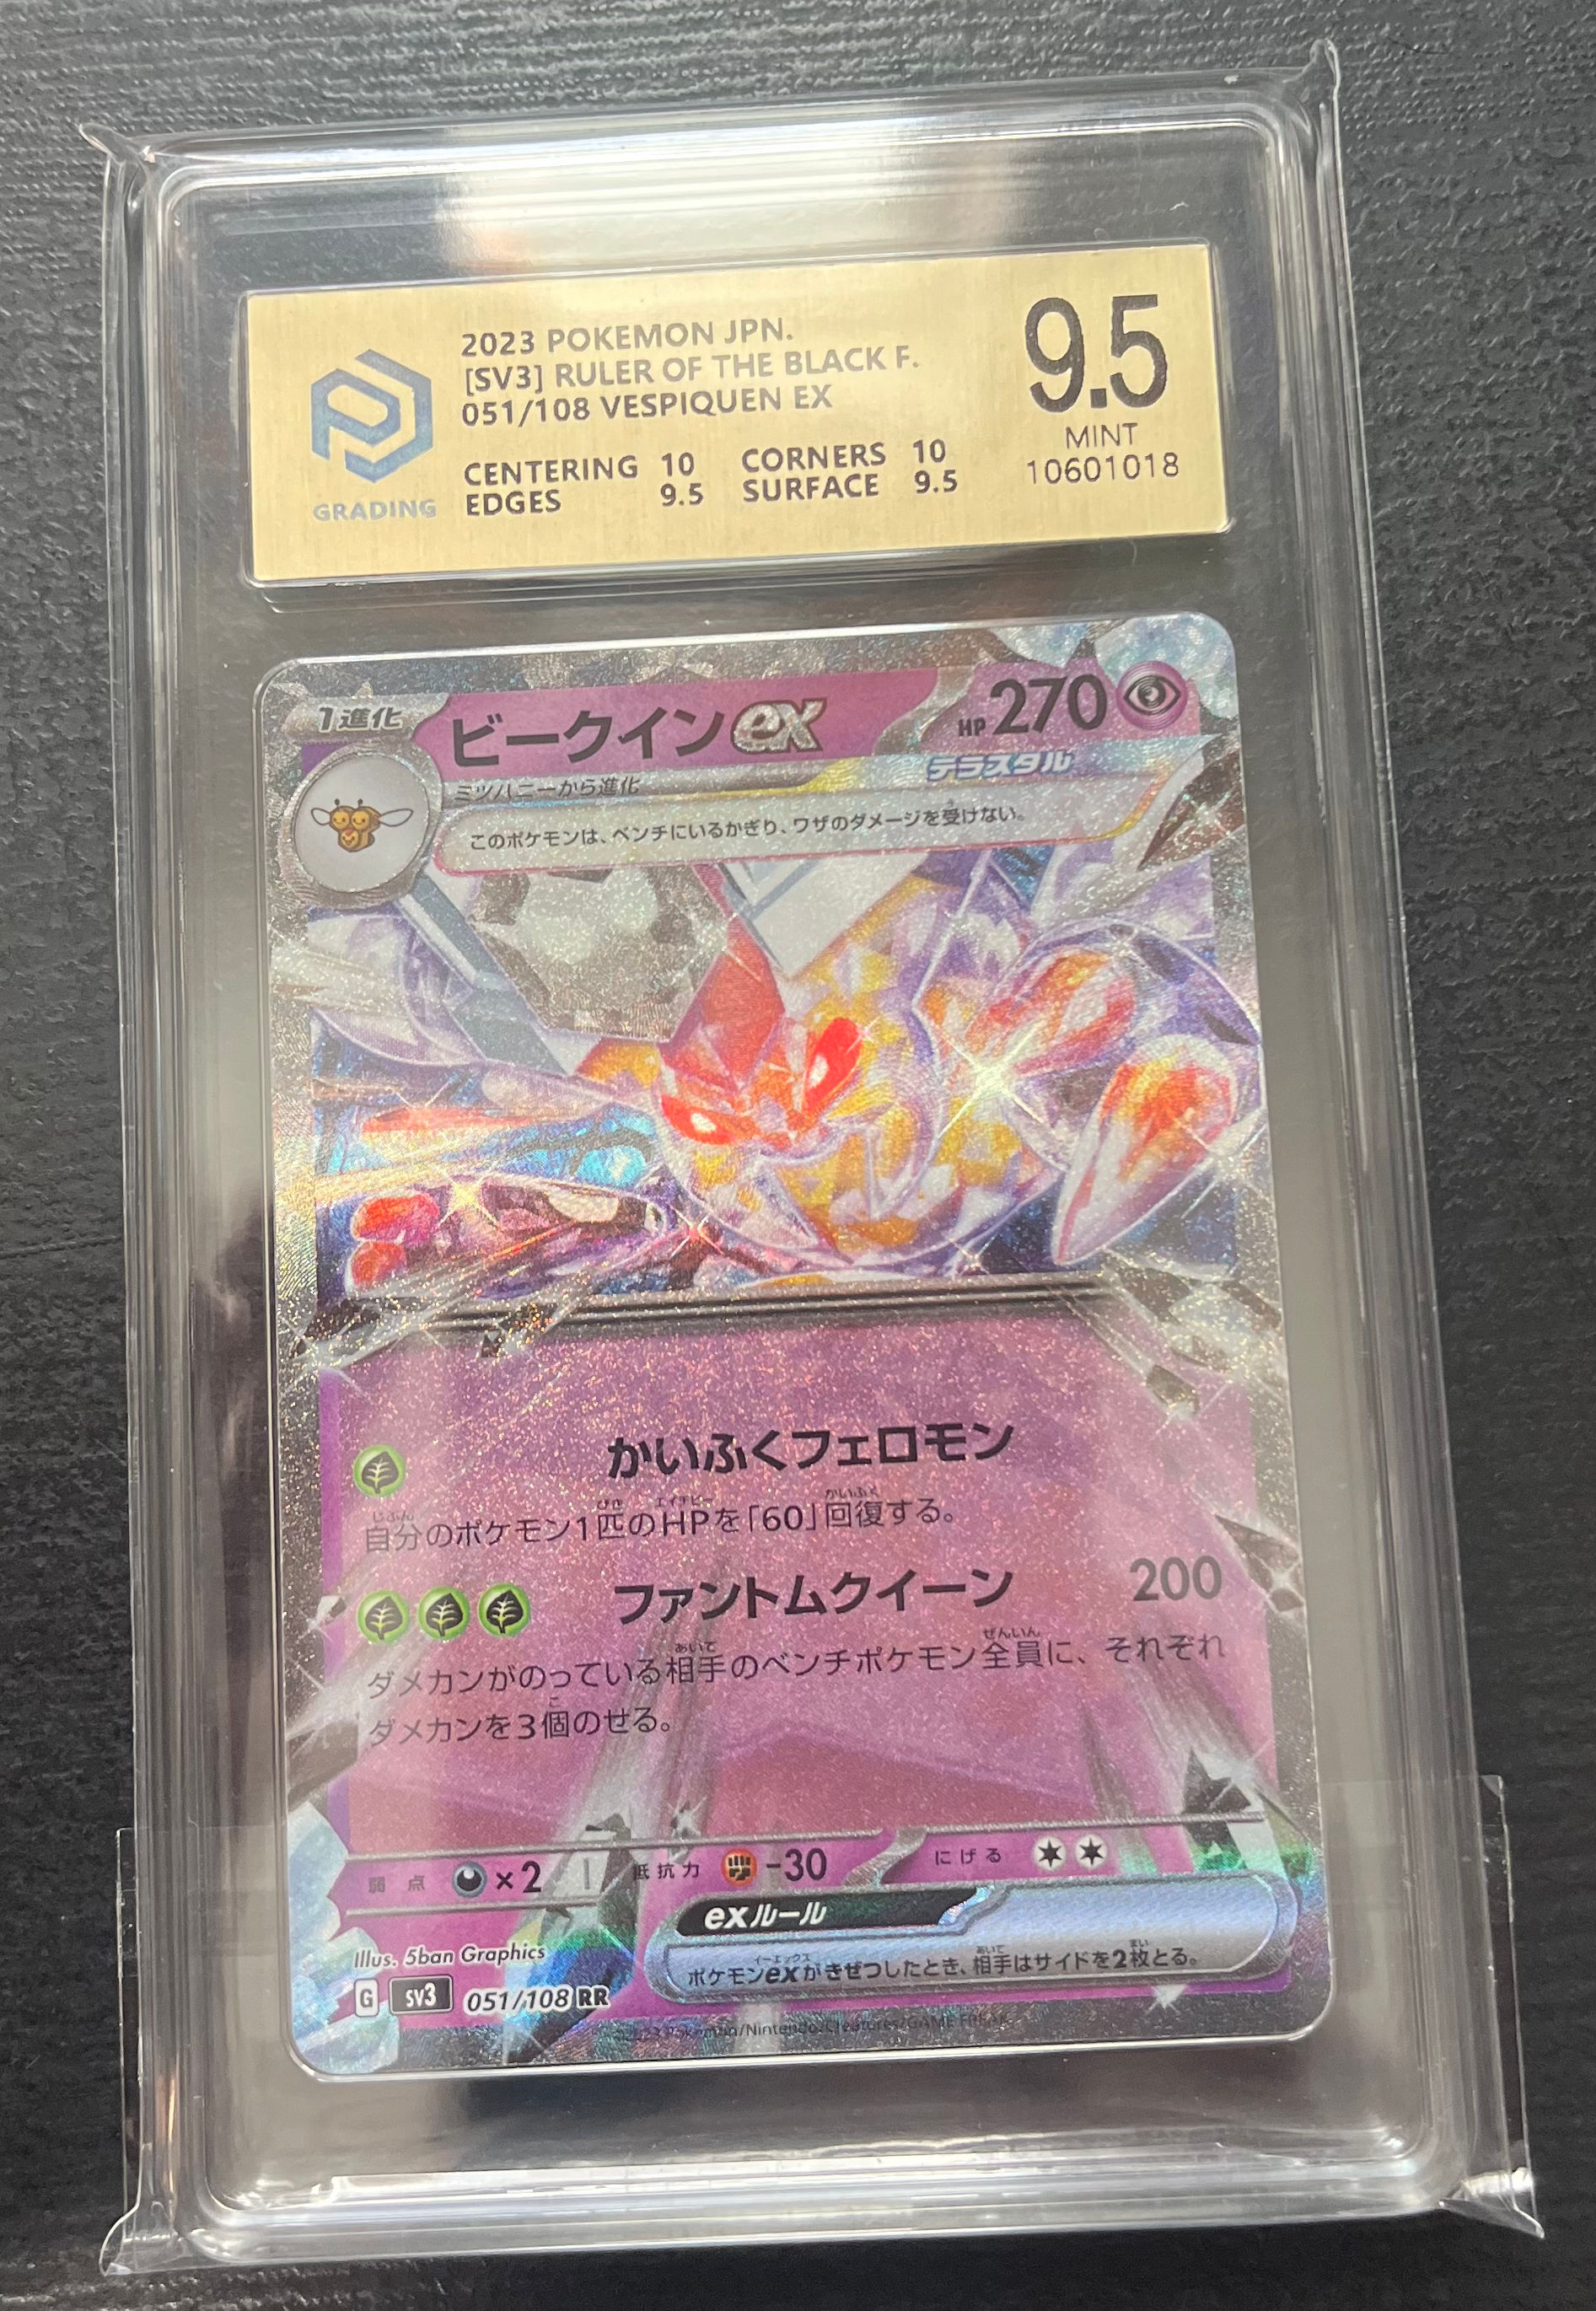 2023 POKEMON JPN.
[SV3] RULER OF THE BLACK F.
051/108 VESPIQUEN EX
CENTERING 10 CORNERS 10
EDGES 9.5 SURFACE 9.5
GRADING
9.5
MINT
10601018
1進化
ビークインex
HP270
ミツハニーから進化
テラスタル
このポケモンは、ベンチにいるかぎり、ワザのダメージを受けない。
かいふくフェロモン
自分のポケモン1匹のHPを「60」回復する。
ファントムクイーン 200
ダメカンがのっている相手のベンチポケモン全員に、それぞれ
ダメカンを3個のせる。
弱点 ×2 抵抗力 -30 にげる
exルール
ポケモンexがきぜつしたとき、相手はサイドを2枚とる。
Illus. 5ban Graphics
G SV3 051/108 RR
©2023 Pokémon/Nintendo/Creatures/GAME FREAK